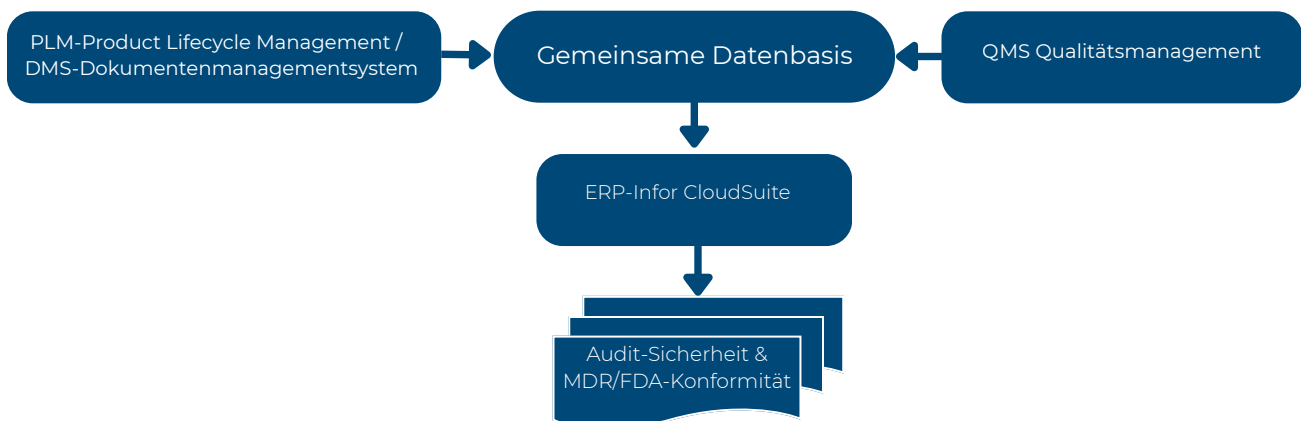 PLM-Product Lifecycle Management /
DMS-Dokumentenmanagementsystem
Gemeinsame Datenbasis
QMS Qualitätsmanagement
ERP-Infor CloudSuite
Audit-Sicherheit &
MDR/FDA-Konformität